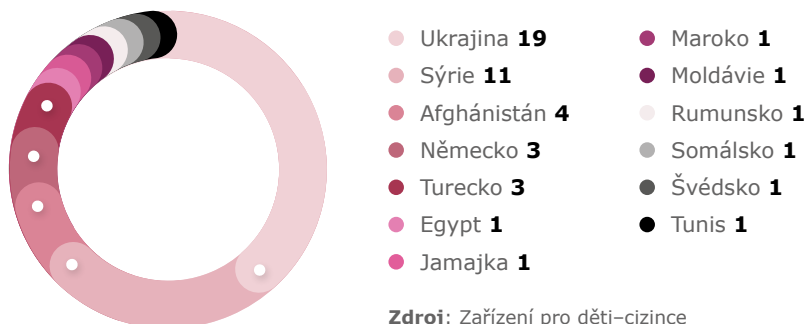 Ukrajina 19
Sýrie 11
Afghánistán 4
Německo 3
Turecko 3
Egypt 1
Jamajka 1
Maroko 1
Moldávie 1
Rumunsko 1
Somálsko 1
Švédsko 1
Tunis 1
Zdroj: Zařízení pro děti–cizince